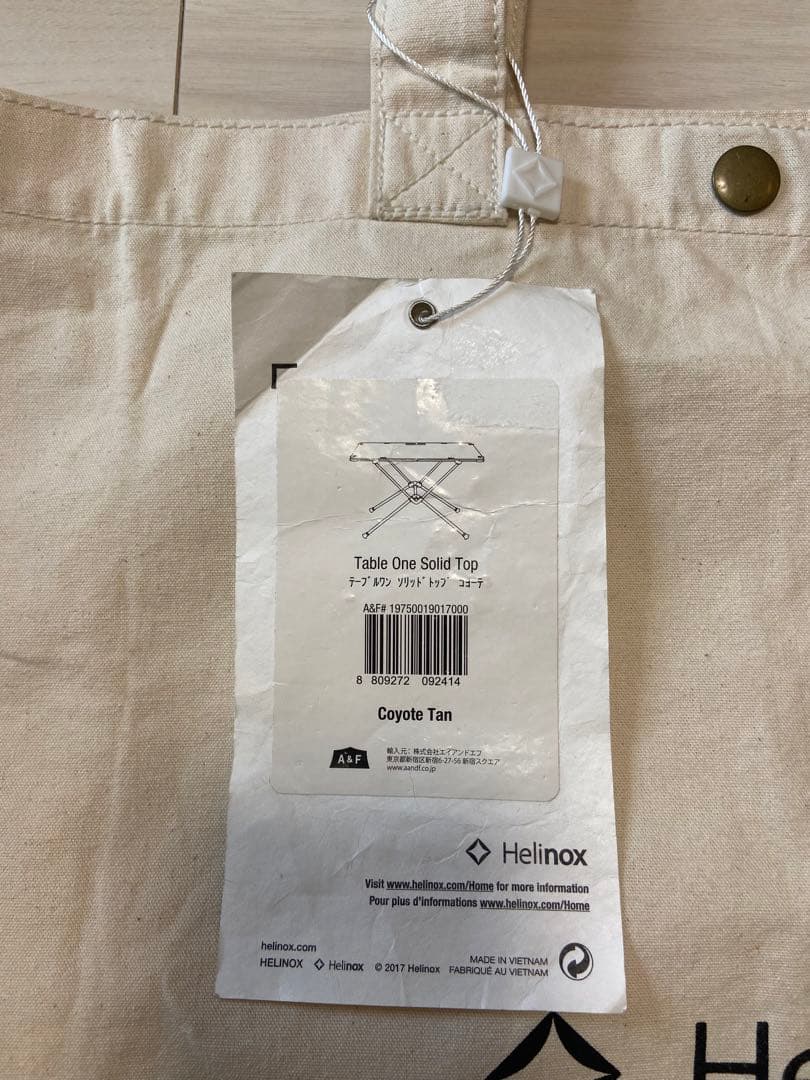 Table One Solid Top
ﾃｰﾌﾞﾙﾜﾝ ｿﾘｯﾄﾞﾄｯﾌﾟ ｺﾖｰﾃ
A&F# 19750019017000
8 809272 092414
Coyote Tan
A&F
輸入元：株式会社エイアンドエフ
東京都新宿区新宿6-27-56 新宿スクエア
www.aandf.co.jp
Helinox
Visit www.helinox.com/Home for more information
Pour plus d'informations www.helinox.com/Home
helinox.com
HELINOX Helinox © 2017 Helinox
MADE IN VIETNAM
FABRIQUÉ AU VIETNAM